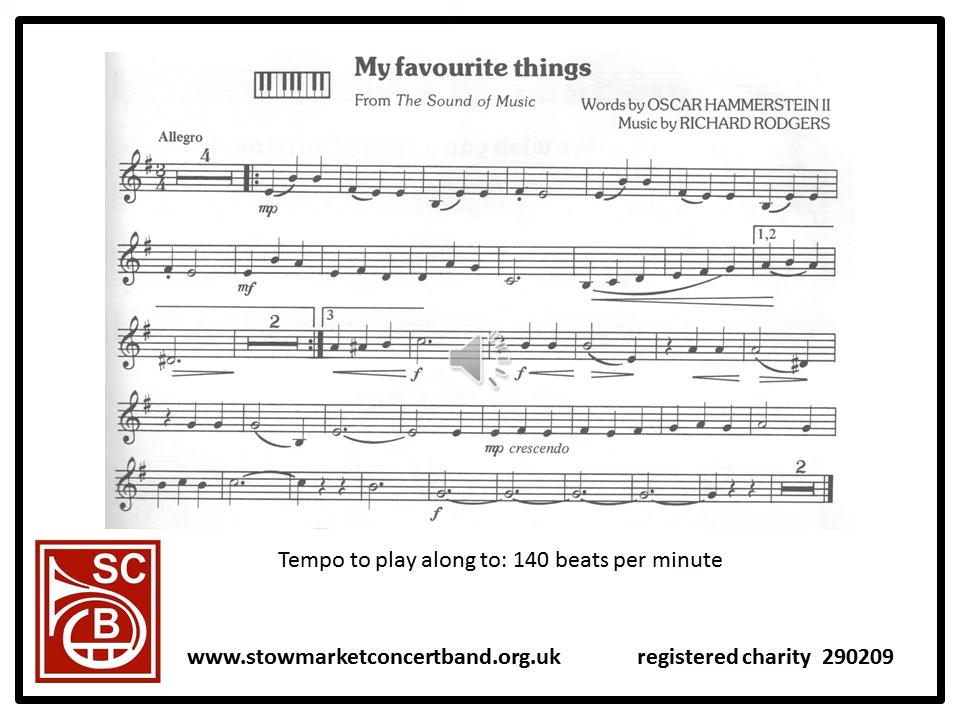 My favourite things
From The Sound of Music
Words by OSCAR HAMMERSTEIN II
Music by RICHARD RODGERS
Allegro
4
3
4
mp
1,2
mf
2
3
f
f
mp crescendo
2
f
SC
B
Tempo to play along to: 140 beats per minute
www.stowmarketconcertband.org.uk registered charity 290209